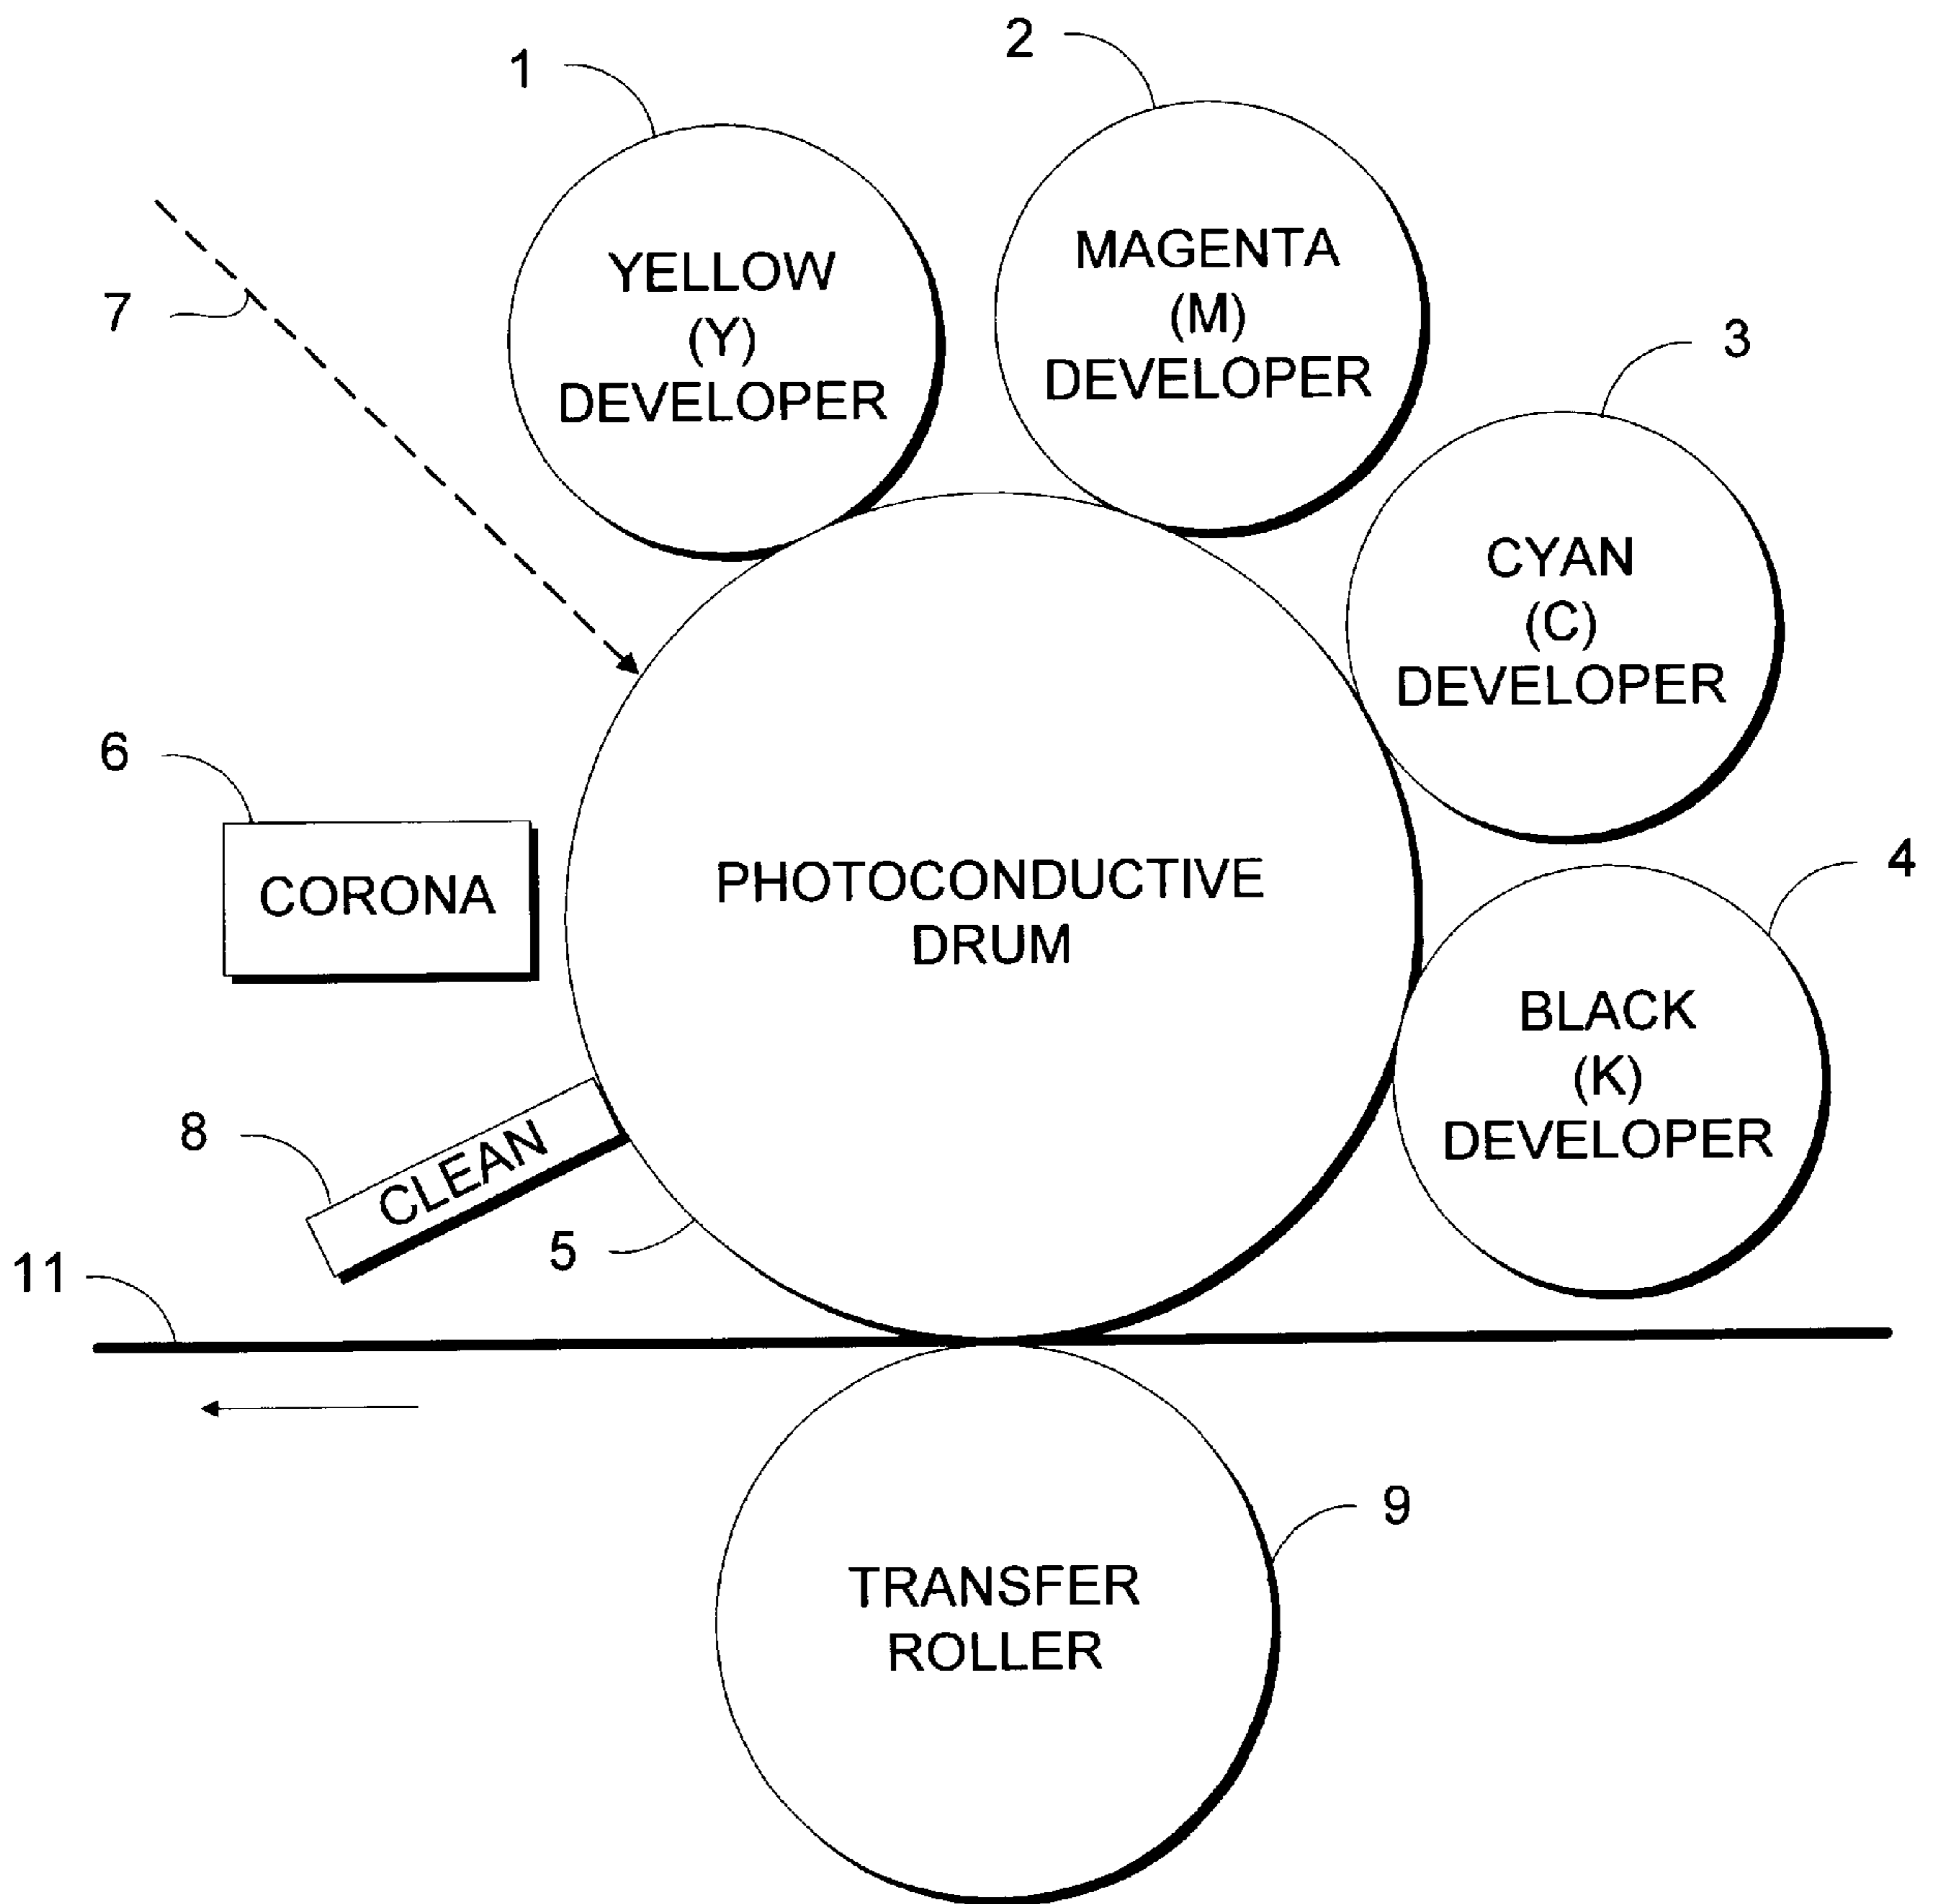 1
2
YELLOW
(Y)
DEVELOPER
MAGENTA
(M)
DEVELOPER
7
3
CYAN
(C)
DEVELOPER
6
CORONA
PHOTOCONDUCTIVE
DRUM
4
BLACK
(K)
DEVELOPER
8
CLEAN
5
11
9
TRANSFER
ROLLER